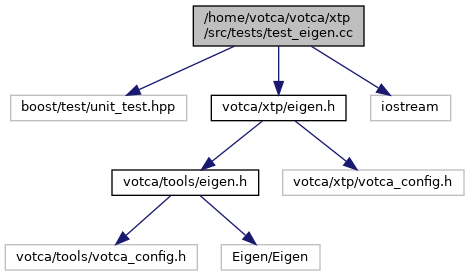 /home/votca/votca/xtp
/src/tests/test_eigen.cc
boost/test/unit_test.hpp
votca/xtp/eigen.h
iostream
votca/tools/eigen.h
votca/xtp/votca_config.h
votca/tools/votca_config.h
Eigen/Eigen